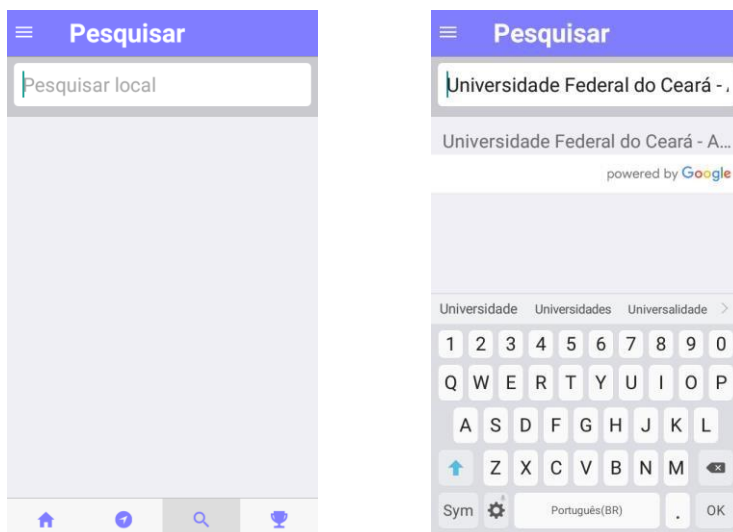 Pesquisar
Pesquisar local
Pesquisar
Universidade Federal do Ceará -
Universidade Federal do Ceará - A...
powered by Google
Universidade Universidades Universalidade
1 2 3 4 5 6 7 8 9 0
Q W E R T Y U I O P
A S D F G H J K L
Z X C V B N M
Sym Português(BR) . OK